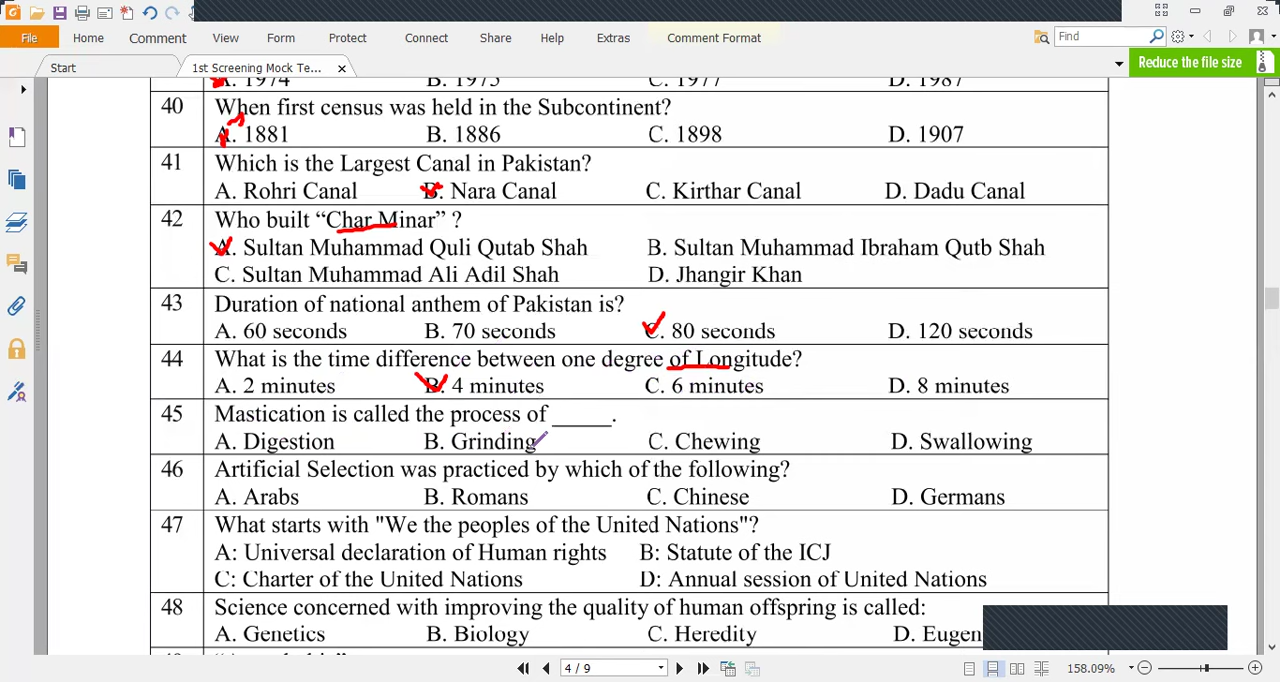 File Home Comment View Form Protect Connect Share Help Extras Comment Format Find
Start 1st Screening Mock Te... Reduce the file size
A. 1974 B. 1975 C. 1977 D. 1987
40 When first census was held in the Subcontinent?
A. 1881 B. 1886 C. 1898 D. 1907
41 Which is the Largest Canal in Pakistan?
A. Rohri Canal B. Nara Canal C. Kirthar Canal D. Dadu Canal
42 Who built “Char Minar” ?
A. Sultan Muhammad Quli Qutab Shah B. Sultan Muhammad Ibraham Qutb Shah
C. Sultan Muhammad Ali Adil Shah D. Jhangir Khan
43 Duration of national anthem of Pakistan is?
A. 60 seconds B. 70 seconds C. 80 seconds D. 120 seconds
44 What is the time difference between one degree of Longitude?
A. 2 minutes B. 4 minutes C. 6 minutes D. 8 minutes
45 Mastication is called the process of _____.
A. Digestion B. Grinding C. Chewing D. Swallowing
46 Artificial Selection was practiced by which of the following?
A. Arabs B. Romans C. Chinese D. Germans
47 What starts with "We the peoples of the United Nations"?
A: Universal declaration of Human rights B: Statute of the ICJ
C: Charter of the United Nations D: Annual session of United Nations
48 Science concerned with improving the quality of human offspring is called:
A. Genetics B. Biology C. Heredity D. Eugen
4 / 9 158.09%